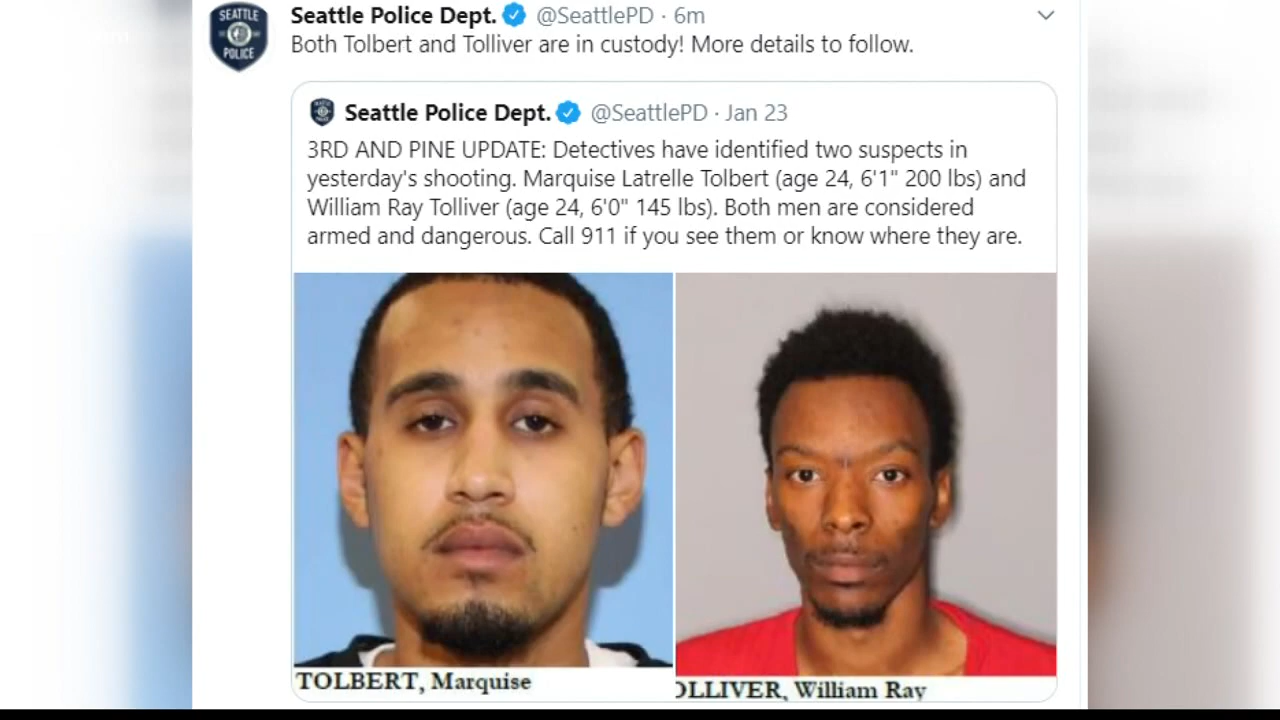 SEATTLE
POLICE
Seattle Police Dept. @SeattlePD · 6m
Both Tolbert and Tolliver are in custody! More details to follow.
Seattle Police Dept. @SeattlePD · Jan 23
3RD AND PINE UPDATE: Detectives have identified two suspects in
yesterday's shooting. Marquise Latrelle Tolbert (age 24, 6'1" 200 lbs) and
William Ray Tolliver (age 24, 6'0" 145 lbs). Both men are considered
armed and dangerous. Call 911 if you see them or know where they are.
TOLBERT, Marquise
OLLIVER, William Ray